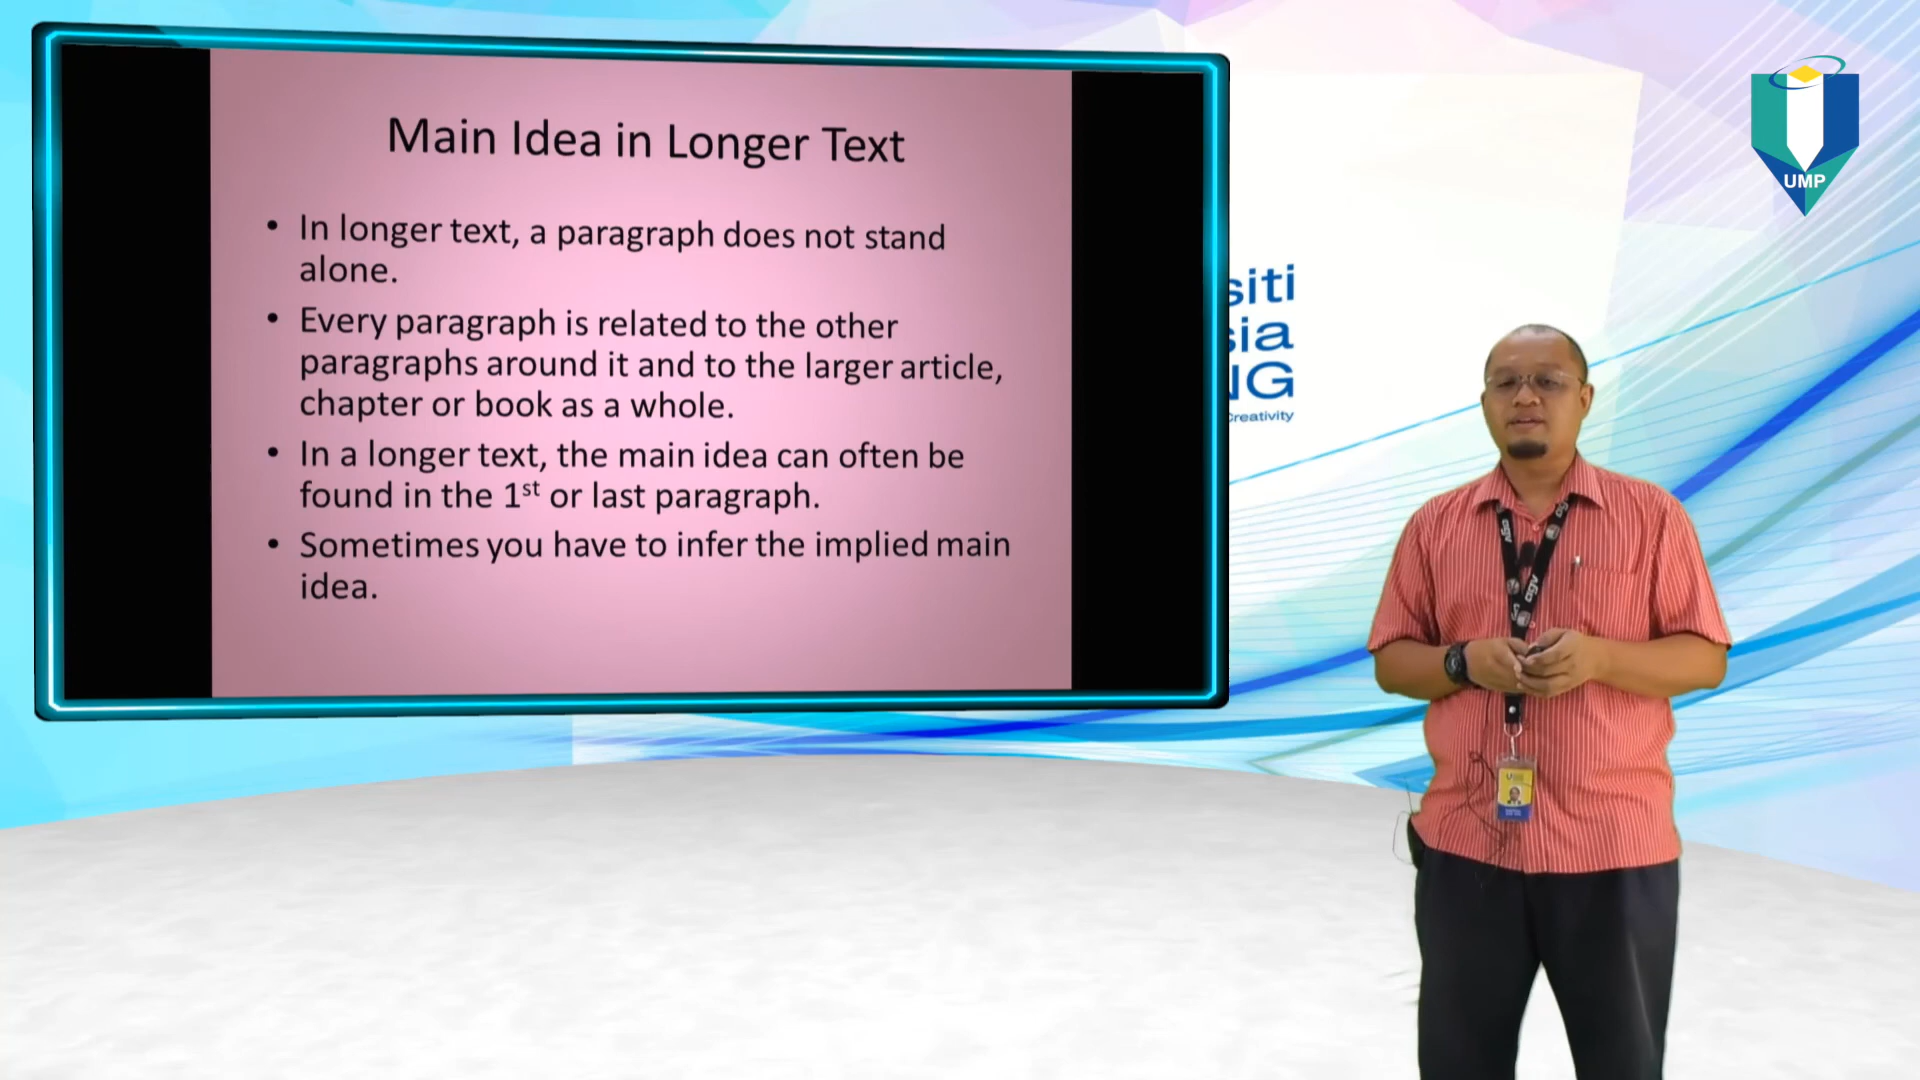 Main Idea in Longer Text
• In longer text, a paragraph does not stand
alone.
• Every paragraph is related to the other
paragraphs around it and to the larger article,
chapter or book as a whole.
• In a longer text, the main idea can often be
found in the 1st or last paragraph.
• Sometimes you have to infer the implied main
idea.
UMP
siti
sia
NG
Creativity
agv
agv